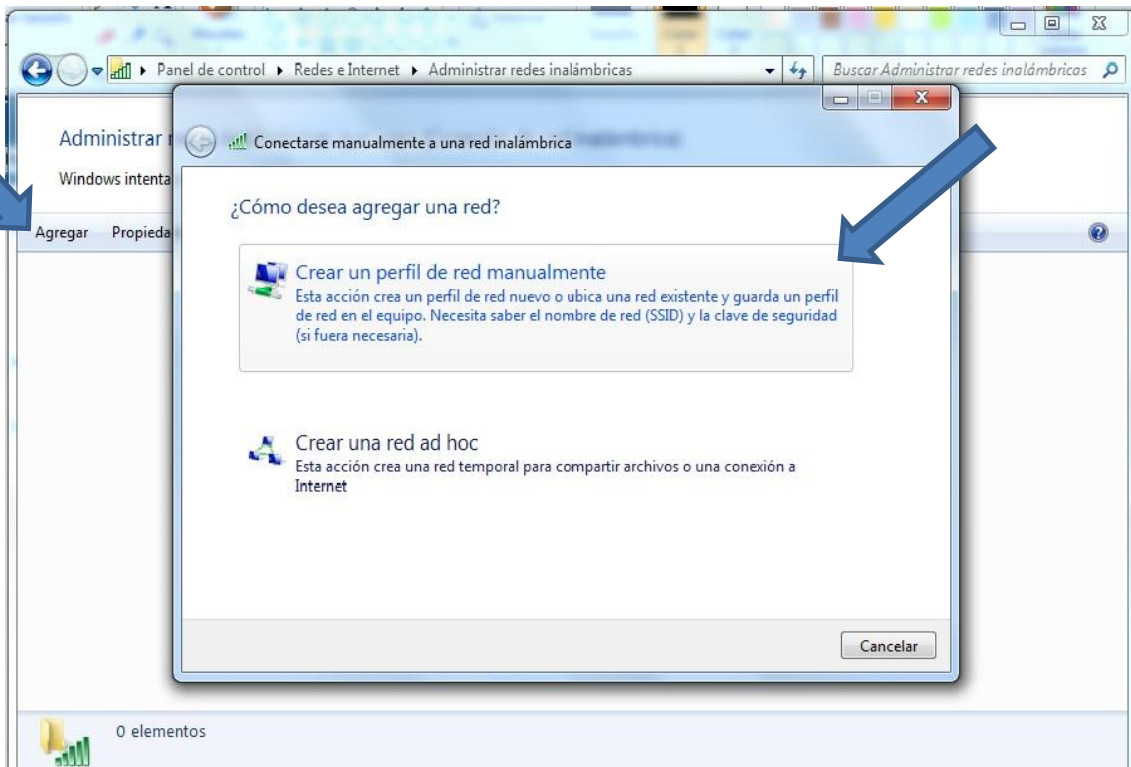 Panel de control Redes e Internet Administrar redes inalámbricas
Buscar Administrar redes inalámbricas
Administrar
Windows intenta
Agregar Propieda
Conectarse manualmente a una red inalámbrica
¿Cómo desea agregar una red?
Crear un perfil de red manualmente
Esta acción crea un perfil de red nuevo o ubica una red existente y guarda un perfil
de red en el equipo. Necesita saber el nombre de red (SSID) y la clave de seguridad
(si fuera necesaria).
Crear una red ad hoc
Esta acción crea una red temporal para compartir archivos o una conexión a
Internet
Cancelar
0 elementos